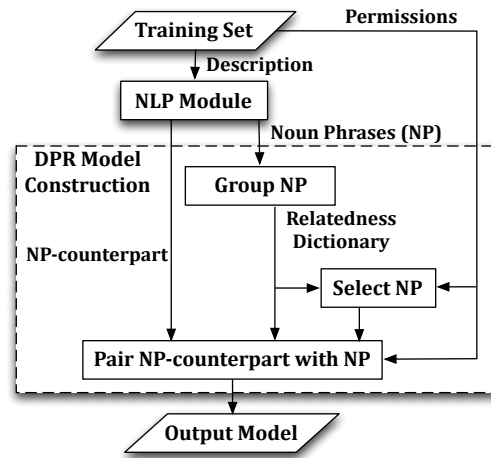 Permissions
Training Set
Description
NLP Module
Noun Phrases (NP)
DPR Model
Construction
Group NP
Relatedness
Dictionary
NP-counterpart
Select NP
Pair NP-counterpart with NP
Output Model